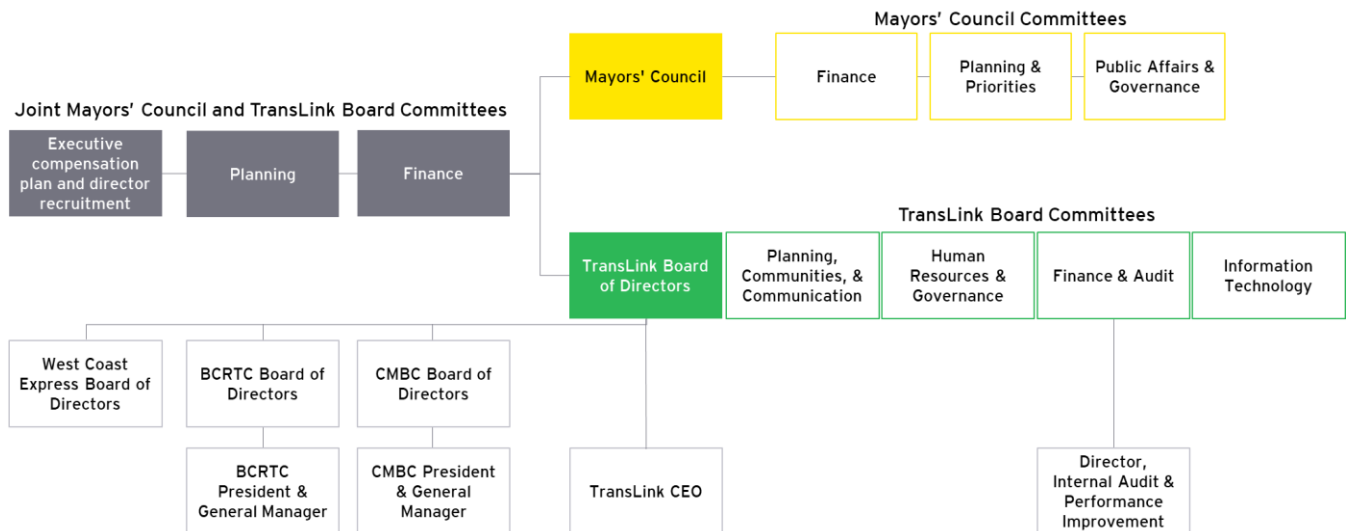 Mayors' Council Committees
Mayors' Council
Finance
Planning &
Priorities
Public Affairs &
Governance
Joint Mayors' Council and TransLink Board Committees
Executive
compensation
plan and director
recruitment
Planning
Finance
TransLink Board Committees
TransLink Board
of Directors
Planning,
Communities, &
Communication
Human
Resources &
Governance
Finance & Audit
Information
Technology
West Coast
Express Board of
Directors
BCRTC Board of
Directors
CMBC Board of
Directors
BCRTC
President &
General Manager
CMBC President
& General
Manager
TransLink CEO
Director,
Internal Audit &
Performance
Improvement